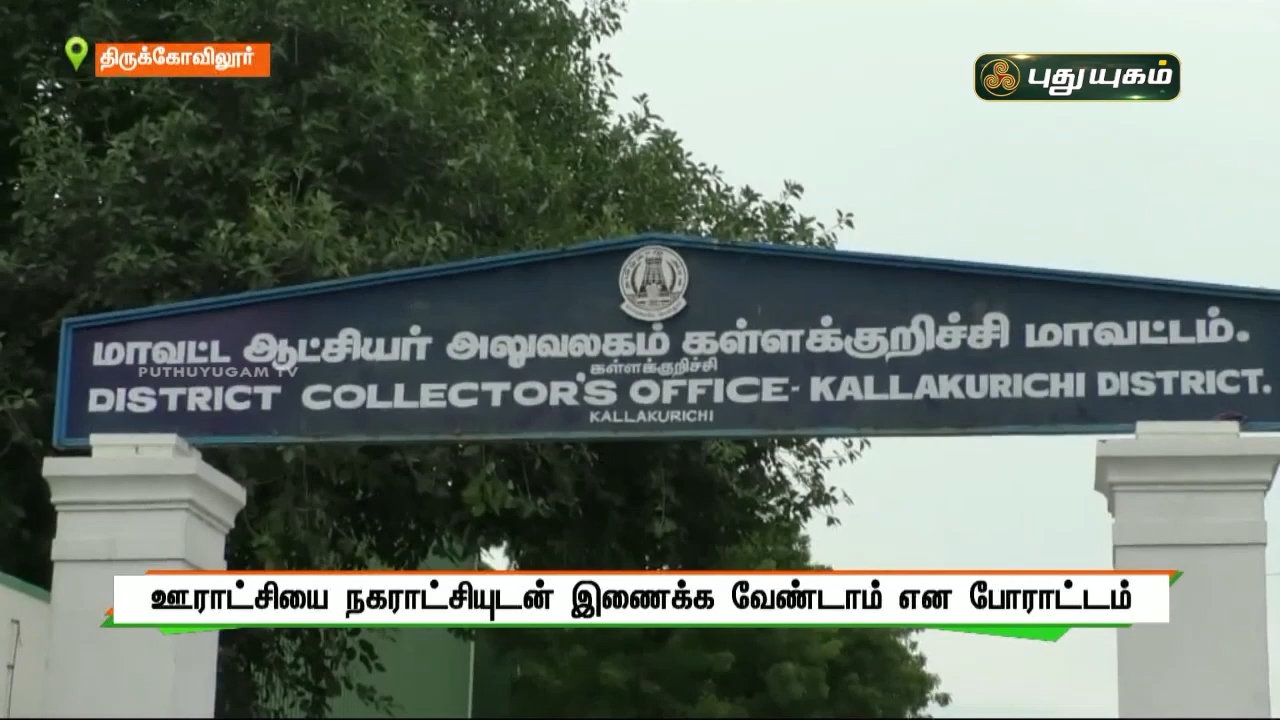 திருக்கோவிலூர்
புதுயுகம்
மாவட்ட ஆட்சியர் அலுவலகம் கள்ளக்குறிச்சி மாவட்டம்.
கள்ளக்குறிச்சி
PUTHUYUGAM TV
DISTRICT COLLECTOR'S OFFICE - KALLAKURICHI DISTRICT.
KALLAKURICHI
ஊராட்சியை நகராட்சியுடன் இணைக்க வேண்டாம் என போராட்டம்